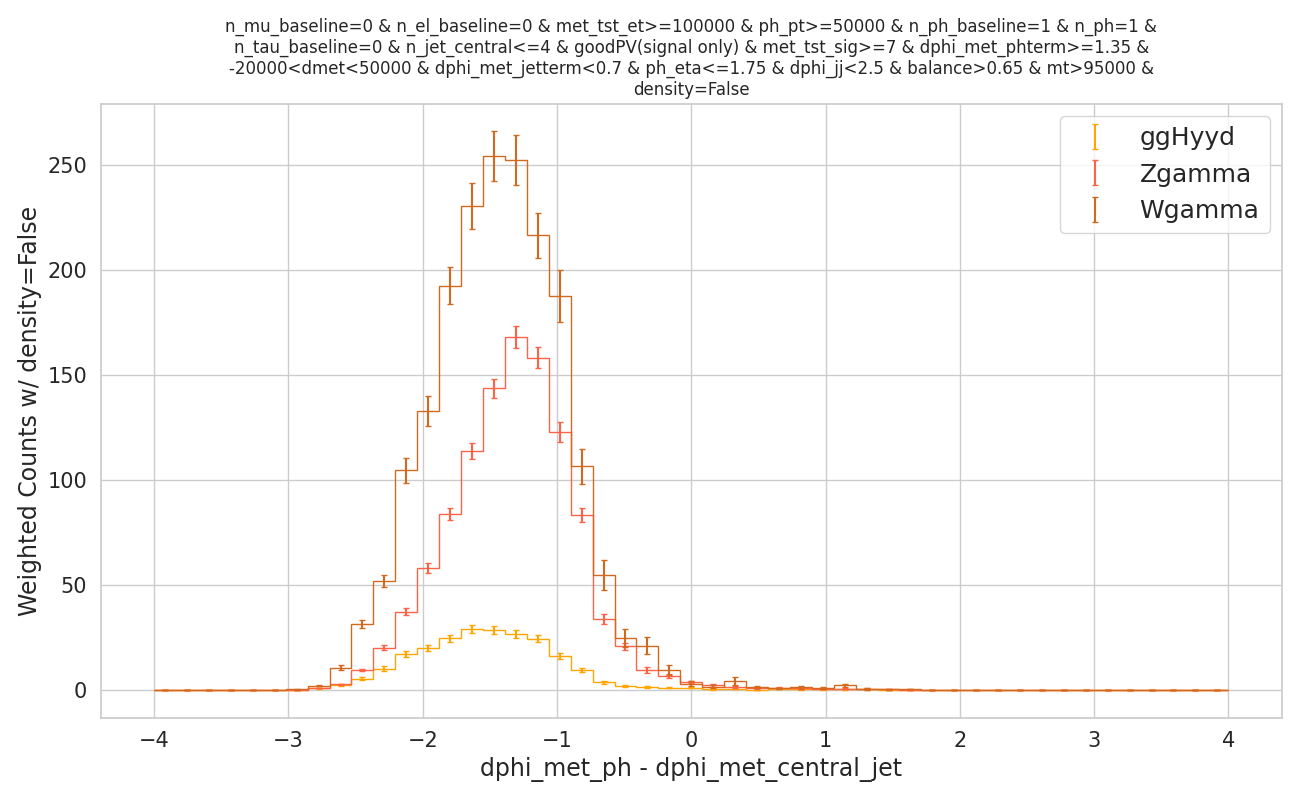 n_mu_baseline=0 & n_el_baseline=0 & met_tst_et>=100000 & ph_pt>=50000 & n_ph_baseline=1 & n_ph=1 &
n_tau_baseline=0 & n_jet_central<=4 & goodPV(signal only) & met_tst_sig>=7 & dphi_met_phterm>=1.35 &
-20000<dmet<50000 & dphi_met_jetterm<0.7 & ph_eta<=1.75 & dphi_jj<2.5 & balance>0.65 & mt>95000 &
density=False
ggHyyd
Zgamma
Wgamma
Weighted Counts w/ density=False
250
200
150
100
50
0
−4 −3 −2 −1 0 1 2 3 4
dphi_met_ph - dphi_met_central_jet